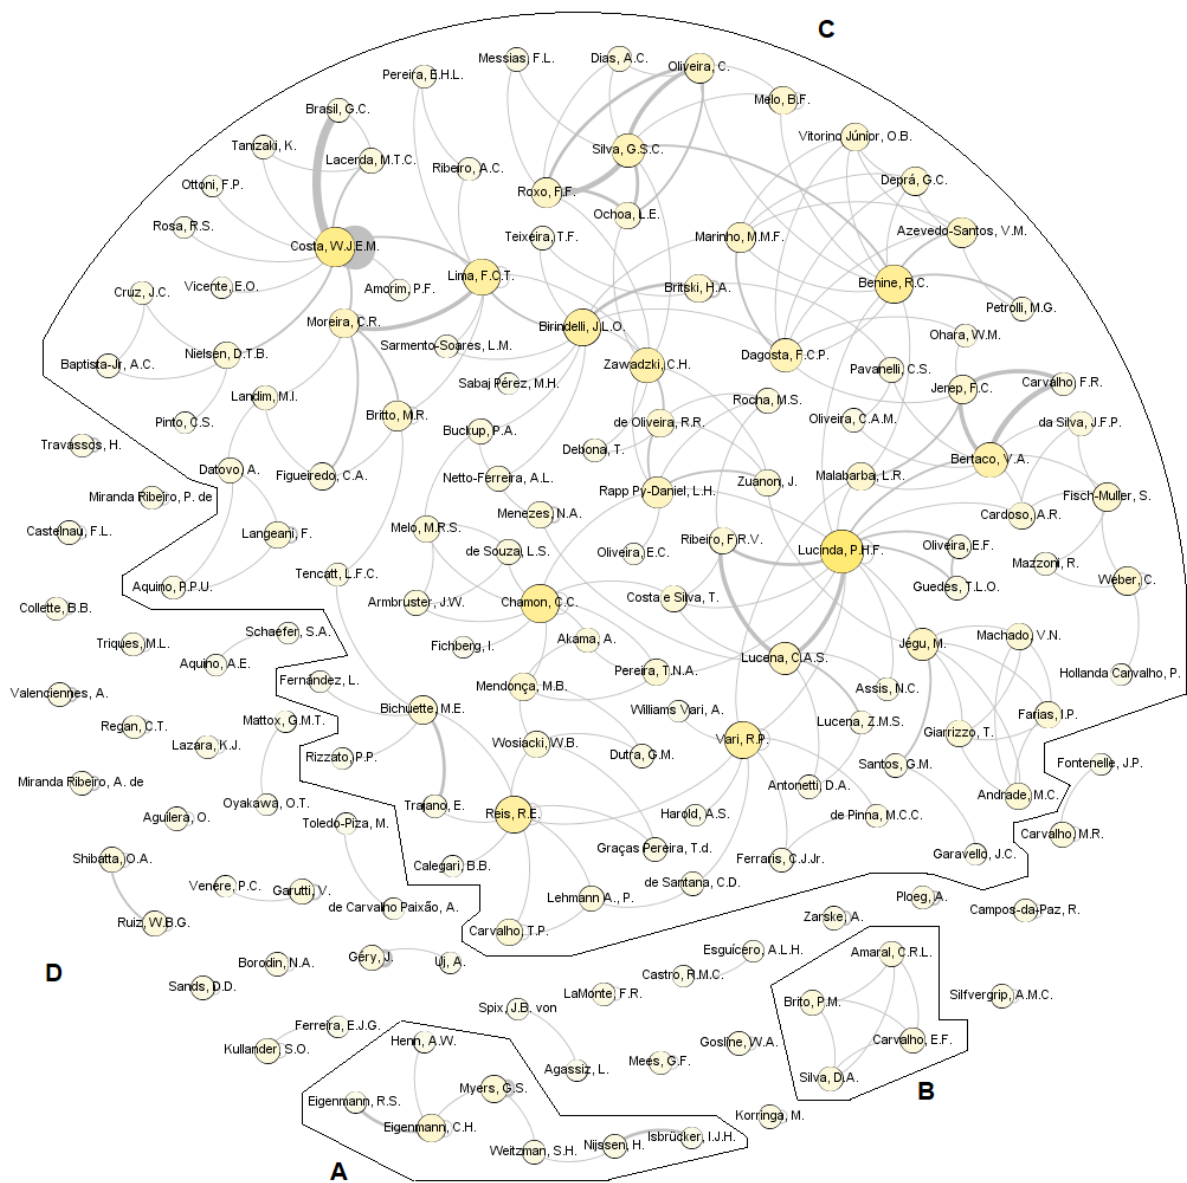 C
Messias, F.L.
Dias, A.C.
Oliveira, C.
Pereira, E.H.L.
Melo, B.F.
Brasil, G.C.
Vitorino Júnior, O.B.
Tanizaki, K.
Lacerda, M.T.C.
Silva, G.S.C.
Ribeiro, A.C.
Ottoni, F.P.
Roxo, F.F.
Deprá, G.C.
Ochoa, L.E.
Rosa, R.S.
Teixeira, T.F.
Marinho, M.M.F.
Azevedo-Santos, V.M.
Costa, W.J.E.M.
Lima, F.C.T.
Benine, R.C.
Vicente, E.O.
Amorim, P.F.
Britski, H.A.
Cruz, J.C.
Petrolli, M.G.
Moreira, C.R.
Birindelli, J.L.O.
Ohara, W.M.
Sarmento-Soares, L.M.
Nielsen, D.T.B.
Dagosta, F.C.P.
Baptista-Jr, A.C.
Zawadzki, C.H.
Pavanelli, C.S.
Sabaj Pérez, M.H.
Jerep, F.C.
Carvalho, F.R.
Landim, M.I.
Rocha, M.S.
Pinto, C.S.
Britto, M.R.
de Oliveira, R.R.
Oliveira, C.A.M.
da Silva, J.F.P.
Buckup, P.A.
Travassos, H.
Debona, T.
Bertaco, V.A.
Datovo, A.
Figueiredo, C.A.
Netto-Ferreira, A.L.
Zuanon, J.
Malabarba, L.R.
Rapp Py-Daniel, L.H.
Miranda Ribeiro, P. de
Fisch-Muller, S.
Menezes, N.A.
Cardoso, A.R.
Castelnau, F.L.
Langeani, F.
Melo, M.R.S.
Ribeiro, F.R.V.
Lucinda, P.H.F.
Oliveira, E.F.
de Souza, L.S.
Oliveira, E.C.
Mazzoni, R.
Tencatt, L.F.C.
Weber, C.
Aquino, P.P.U.
Guedes, T.L.O.
Armbruster, J.W.
Chamon, C.C.
Costa e Silva, T.
Collette, B.B.
Schaefer, S.A.
Akama, A.
Machado, V.N.
Triques, M.L.
Fichberg, I.
Jégu, M.
Aquino, A.E.
Lucena, C.A.S.
Pereira, T.N.A.
Hollanda Carvalho, P.
Fernández, L.
Mendonça, M.B.
Assis, N.C.
Valenciennes, A.
Bichuette, M.E.
Williams Vari, A.
Farias, I.P.
Regan, C.T.
Mattox, G.M.T.
Lucena, Z.M.S.
Giarrizzo, T.
Lazara, K.J.
Wosiacki, W.B.
Vari, R.P.
Dutra, G.M.
Rizzato, P.P.
Santos, G.M.
Fontenelle, J.P.
Miranda Ribeiro, A. de
Antonetti, D.A.
Andrade, M.C.
Oyakawa, O.T.
Trajano, E.
Aguilera, O.
Toledo-Piza, M.
Reis, R.E.
Harold, A.S.
de Pinna, M.C.C.
Carvalho, M.R.
Graças Pereira, T.d.
Shibatta, O.A.
Calegari, B.B.
Ferraris, C.J.Jr.
Garavello, J.C.
Venere, P.C.
Garutti, V.
de Santana, C.D.
Lehmann A., P.
Ploeg, A.
de Carvalho Paixão, A.
Campos-da-Paz, R.
Ruiz, W.B.G.
Zarske, A.
Carvalho, T.P.
Esguícero, A.L.H.
Amaral, C.R.L.
D
Borodin, N.A.
Géry, J.
Uj, A.
Castro, R.M.C.
Sands, D.D.
LaMonte, F.R.
Silfvergrip, A.M.C.
Brito, P.M.
Spix, J.B. von
Ferreira, E.J.G.
Henn, A.W.
Gosline, W.A.
Carvalho, E.F.
Kullander, S.O.
Mees, G.F.
Agassiz, L.
Silva, D.A.
Myers, G.S.
B
Eigenmann, R.S.
Korringa, M.
Eigenmann, C.H.
Isbrücker, I.J.H.
Nijssen, H.
Weitzman, S.H.
A